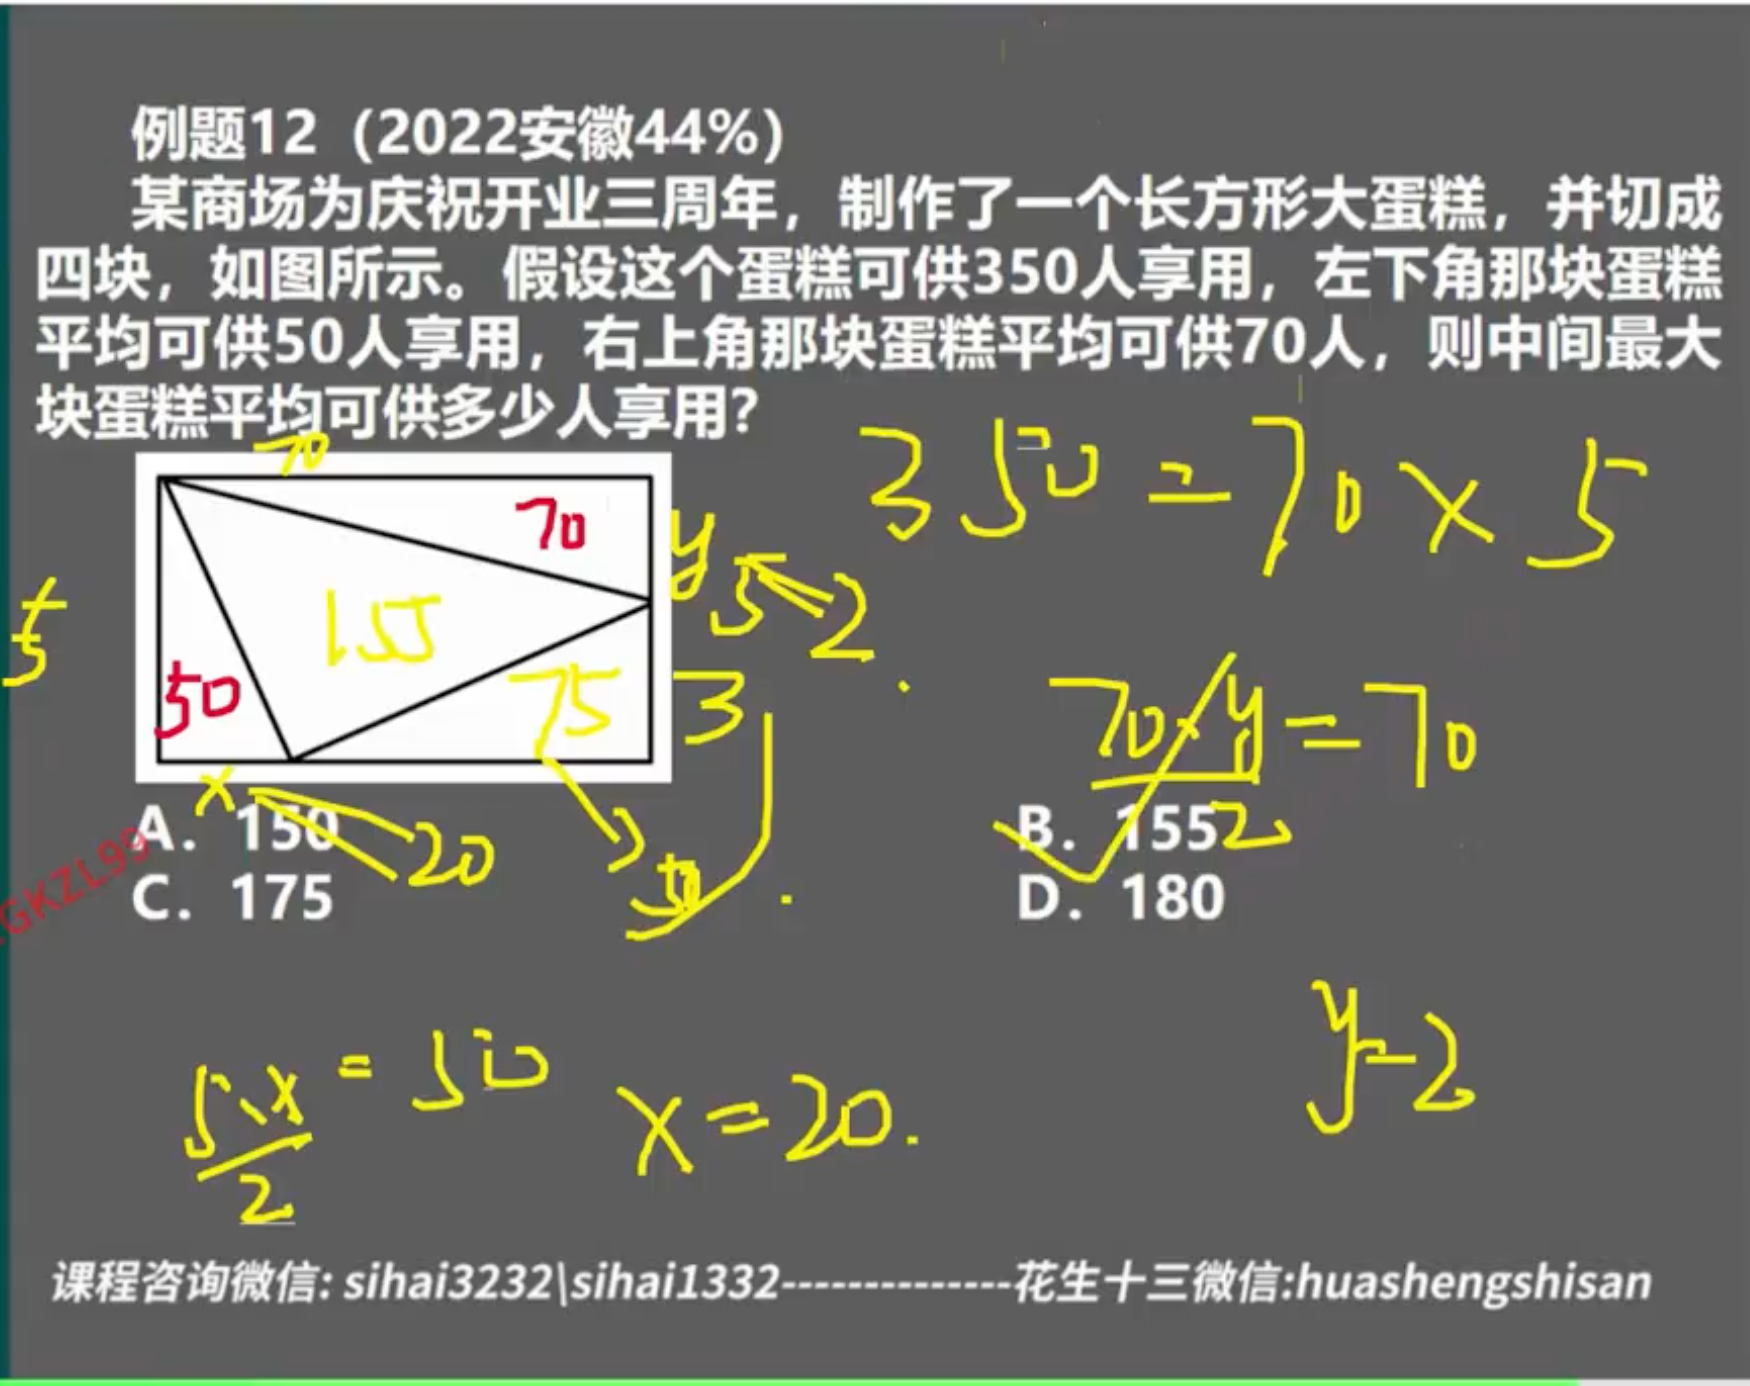 例题12（2022安徽44%）
某商场为庆祝开业三周年，制作了一个长方形大蛋糕，并切成
四块，如图所示。假设这个蛋糕可供350人享用，左下角那块蛋糕
平均可供50人享用，右上角那块蛋糕平均可供70人，则中间最大
块蛋糕平均可供多少人享用？
70
350=70×5
70
y
5
2
5
155
50
75
3
70·y/2=70
x
20
A. 150
B. 155
C. 175
D. 180
GKZL99
50
y=2
5·x/2=50
x=20.
课程咨询微信: sihai3232\sihai1332--------------花生十三微信:huashengshisan